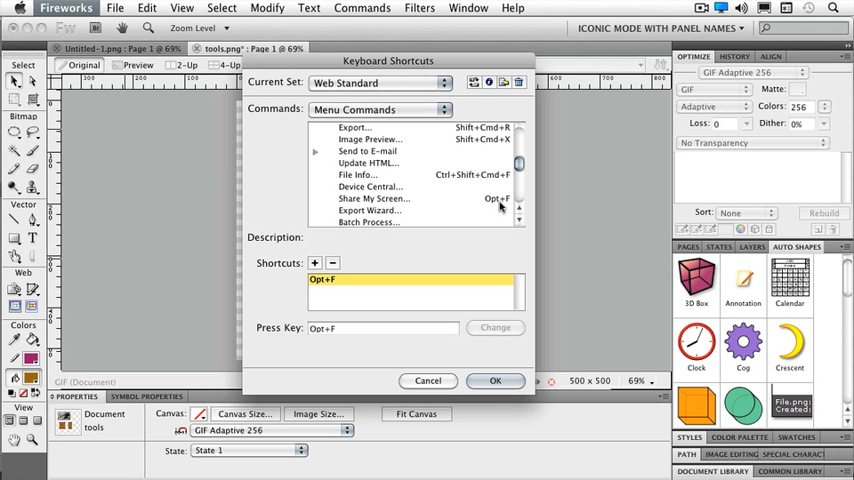 Fireworks File Edit View Select Modify Text Commands Filters Window Help
Fw Zoom Level ICONIC MODE WITH PANEL NAMES
Untitled-1.png: Page 1 @ 69% tools.png* : Page 1 @ 69%
Original Preview 2-Up
Keyboard Shortcuts
Current Set: Web Standard
Commands: Menu Commands
Export... Shift+Cmd+R
Image Preview... Shift+Cmd+X
Send to E-mail
Update HTML...
File Info... Ctrl+Shift+Cmd+F
Device Central...
Share My Screen... Opt+F
Export Wizard...
Batch Process...
Description:
Shortcuts:
Opt+F
Press Key: Opt+F Change
Cancel OK
Select
Bitmap
Vector
Web
Colors
View
OPTIMIZE HISTORY ALIGN
GIF Adaptive 256
GIF Matte:
Adaptive Colors: 256
Loss: 0 Dither: 0%
No Transparency
Sort: None Rebuild
PAGES STATES LAYERS AUTO SHAPES
3D Box Annotation Calendar
Clock Cog Crescent
File.png:
Created:
STYLES COLOR PALETTE SWATCHES
PATH IMAGE EDITING SPECIAL CHARACT
DOCUMENT LIBRARY COMMON LIBRARY
GIF (Document) 500 x 500 69%
PROPERTIES SYMBOL PROPERTIES
Document
tools
Canvas: Canvas Size... Image Size... Fit Canvas
GIF Adaptive 256
State: State 1